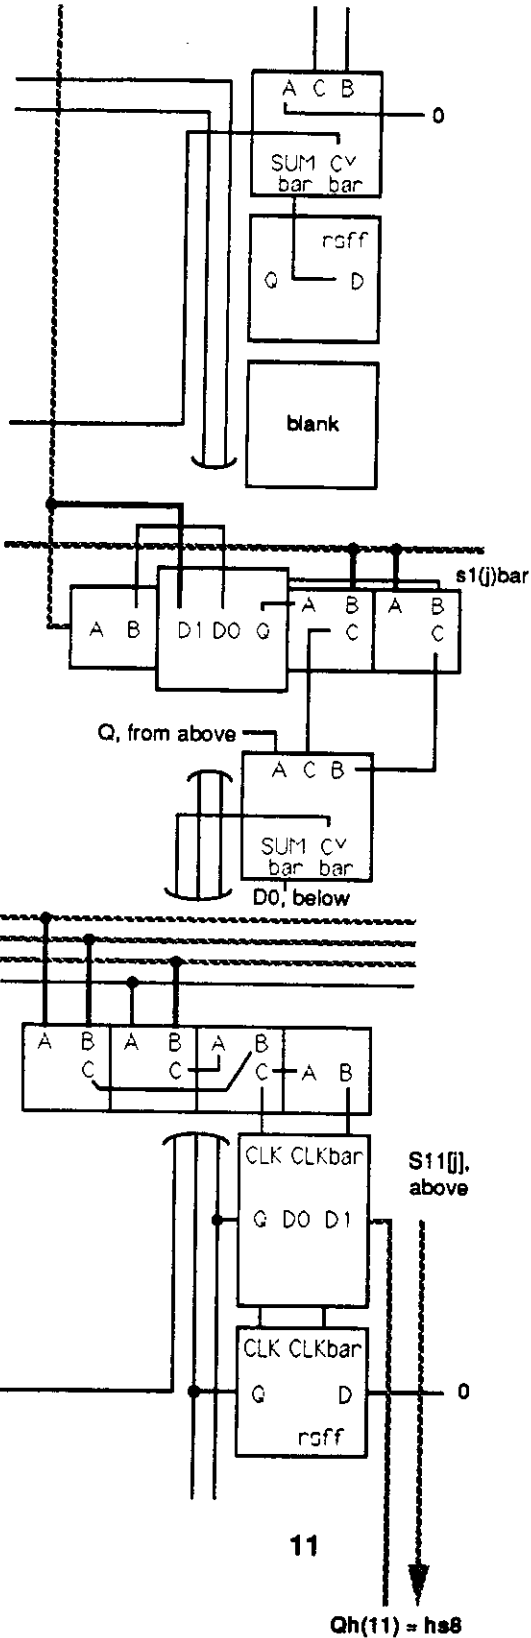 A C B
0
SUM Cy
bar bar
rsff
Q D
blank
s1(j)bar
A B D1 D0 Q A B A B
C C
Q, from above
A C B
SUM Cy
bar bar
D0, below
A B A B A B
C C C A B
CLK CLKbar
S11[j],
above
Q D0 D1
CLK CLKbar
Q D 0
rsff
11
Qh(11) = hs8